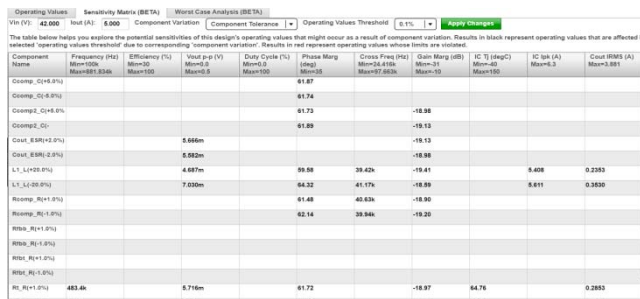 Operating Values Sensitivity Matrix (BETA) Worst Case Analysis (BETA)
Vin (V): 42.000 Iout (A): 5.000 Component Variation Component Tolerance Operating Values Threshold 0.1% Apply Changes
The table below helps you explore the potential sensitivities of this design's operating values that might occur as a result of component variation. Results in black represent operating values that are affected
selected 'operating values threshold' due to corresponding 'component variation'. Results in red represent operating values whose limits are violated.
Component Frequency (Hz) Efficiency (%) Vout p-p (V) Duty Cycle (%) Phase Marg Cross Freq (Hz) Gain Marg (dB) IC Tj (degC) IC Ipk (A) Cout IRMS (A)
Name Min=100k Min=30 Min=0.0 Min=0.0 (deg) Min=24.416k Min=-31 Min=-40 Max=6.3 Max=3.881
Max=881.834k Max=100 Max=0.5 Max=100 Min=35 Max=97.663k Max=-10 Max=150
Ccomp_C(+5.0%) 61.87
Ccomp_C(-5.0%) 61.74
Ccomp2_C(+5.0% 61.73 -18.98
Ccomp2_C(- 61.89 -19.13
Cout_ESR(+2.0%) 5.666m -19.13
Cout_ESR(-2.0%) 5.582m -18.98
L1_L(+20.0%) 4.687m 59.58 39.42k -19.41 5.408 0.2353
L1_L(-20.0%) 7.030m 64.32 41.17k -18.59 5.611 0.3530
Rcomp_R(+1.0%) 61.48 40.63k -18.90
Rcomp_R(-1.0%) 62.14 39.94k -19.20
Rfbb_R(+1.0%)
Rfbb_R(-1.0%)
Rfbt_R(+1.0%)
Rfbt_R(-1.0%)
Rt_R(+1.0%) 483.4k 5.716m 61.72 -18.97 64.76 0.2853